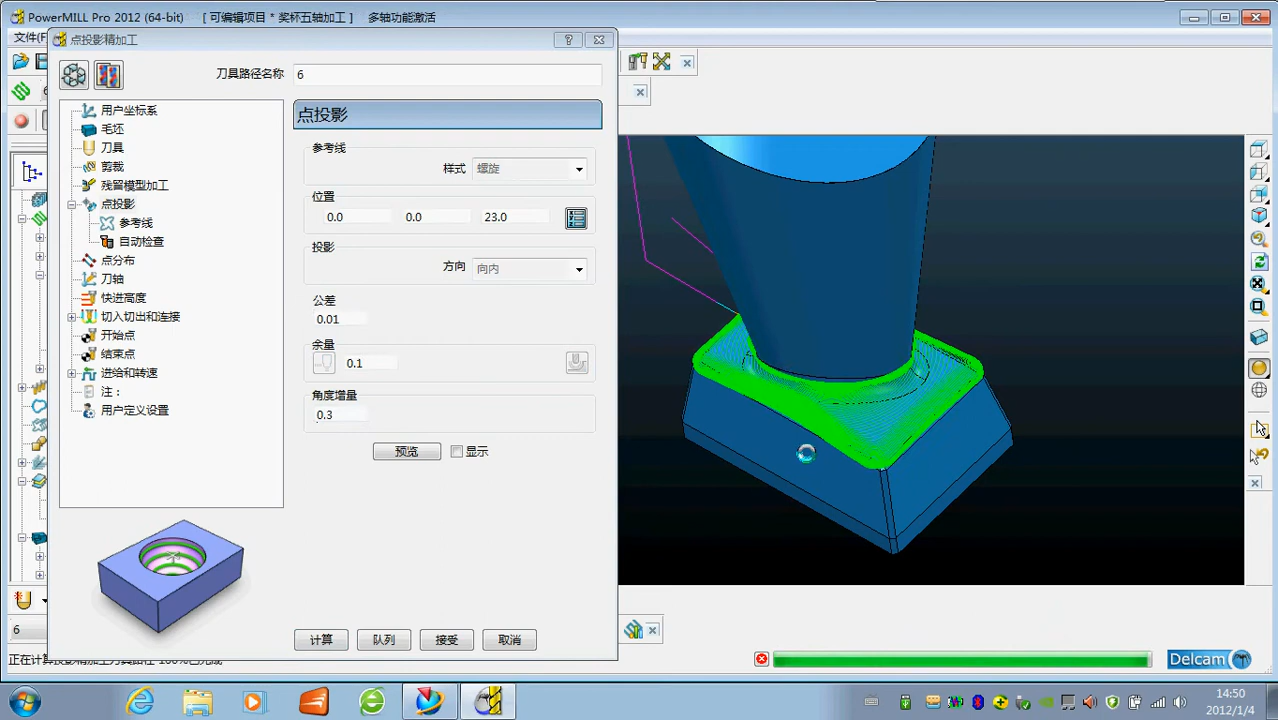 PowerMILL Pro 2012 (64-bit) [ 可编辑项目 * 奖杯五轴加工 ] 多轴功能激活
文件(F
点投影精加工
刀具路径名称 6
用户坐标系
毛坯
刀具
剪裁
残留模型加工
点投影
参考线
自动检查
点分布
刀轴
快进高度
切入切出和连接
开始点
结束点
进给和转速
注:
用户定义设置
点投影
参考线
样式 螺旋
位置
0.0 0.0 23.0
投影
方向 向内
公差
0.01
余量
0.1
角度增量
0.3
预览 显示
计算 队列 接受 取消
6
Delcam
14:50
2012/1/4